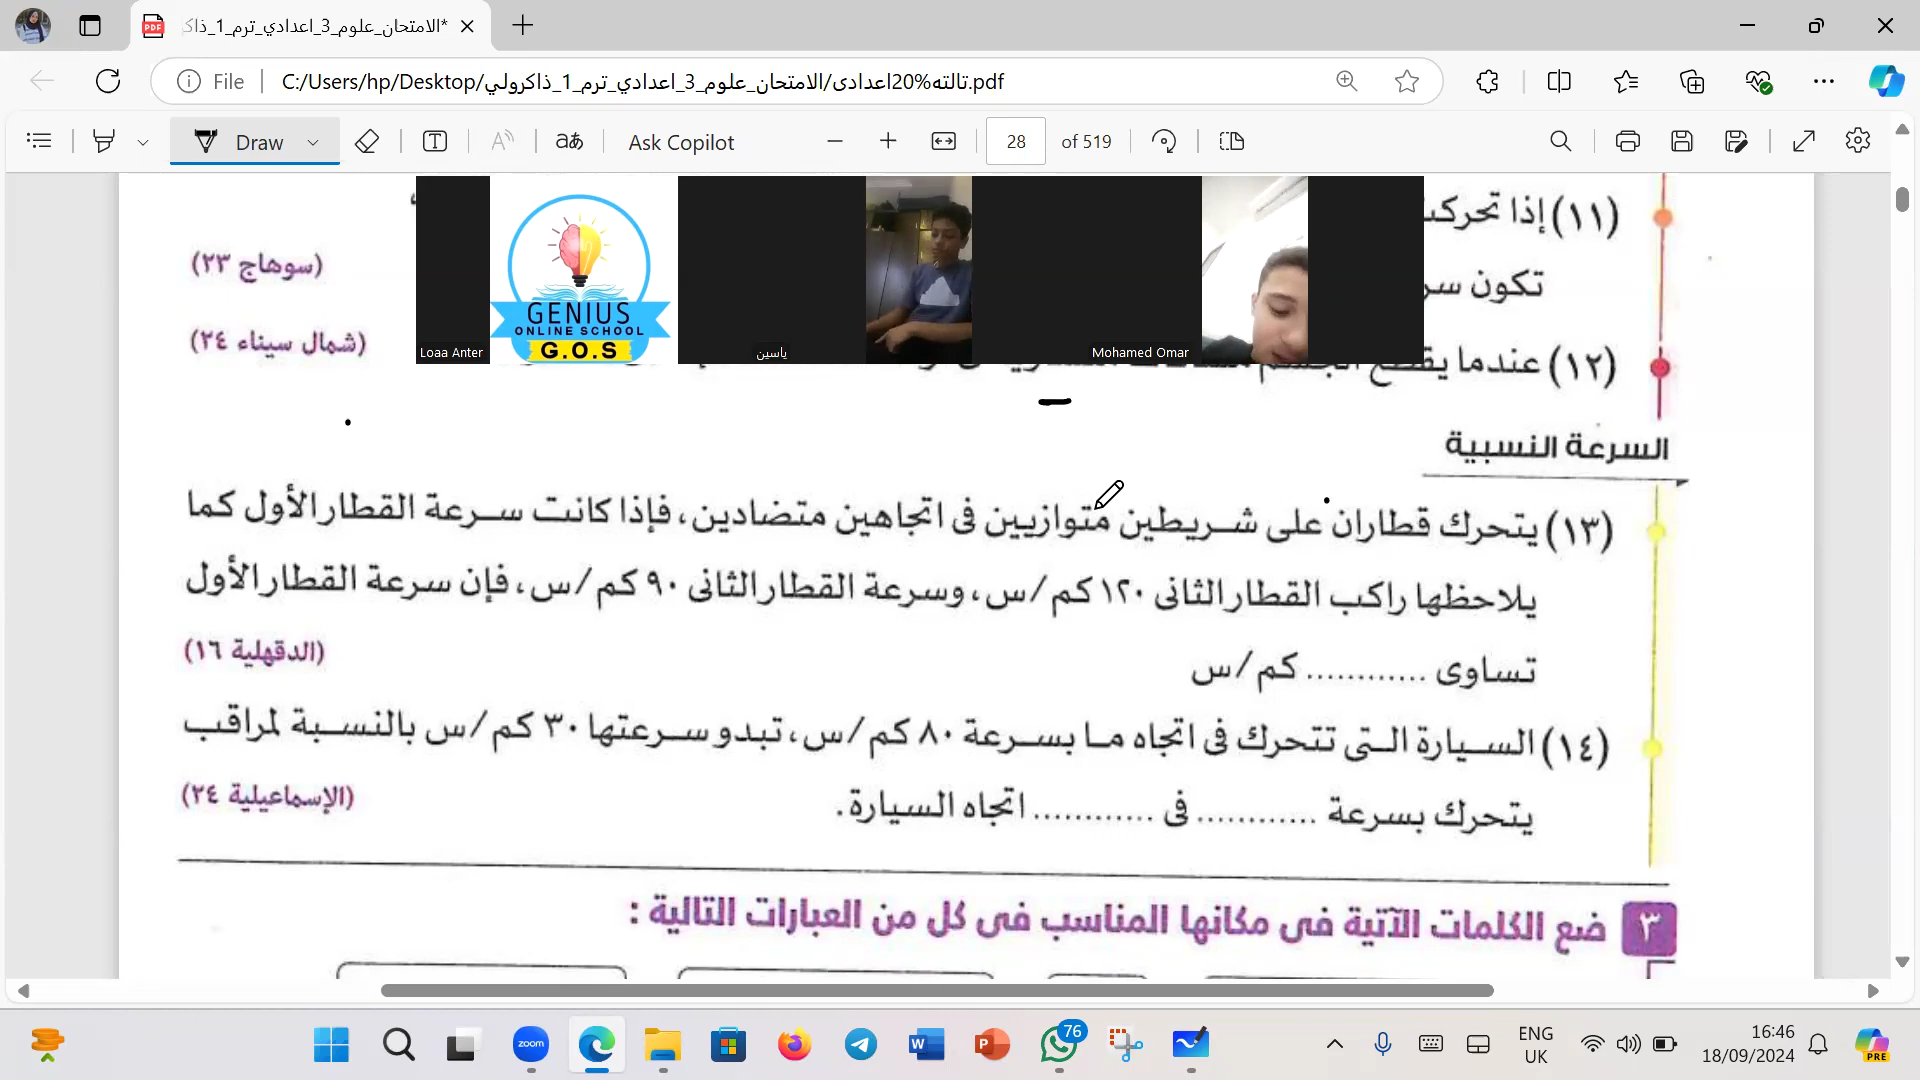 *الامتحان_علوم_3_اعدادي_ترم_1_ذاكر
File
C:/Users/hp/Desktop/تالته%20اعدادى/الامتحان_علوم_3_اعدادي_ترم_1_ذاكرولي.pdf
Draw
Ask Copilot
28 of 519
(١١) إذا تحركت
تكون سر
(سوهاج ٢٣)
(شمال سيناء ٢٤)
Loaa Anter
GENIUS
ONLINE SCHOOL
G.O.S
ياسين
Mohamed Omar
(١٢) عندما يقطع الجسم
السرعة النسبية
(١٣) يتحرك قطاران على شريطين متوازيين فى اتجاهين متضادين، فإذا كانت سرعة القطار الأول كما
يلاحظها راكب القطار الثانى ١٢٠ كم/س، وسرعة القطار الثانى ٩٠ كم/س، فإن سرعة القطار الأول
تساوى ............ كم/س
(الدقهلية ١٦)
(١٤) السيارة التى تتحرك فى اتجاه ما بسرعة ٨٠ كم/س، تبدو سرعتها ٣٠ كم/س بالنسبة لمراقب
يتحرك بسرعة ............ فى ............ اتجاه السيارة.
(الإسماعيلية ٢٤)
٣ ضع الكلمات الآتية فى مكانها المناسب فى كل من العبارات التالية :
zoom
76
ENG
UK
16:46
18/09/2024
PRE